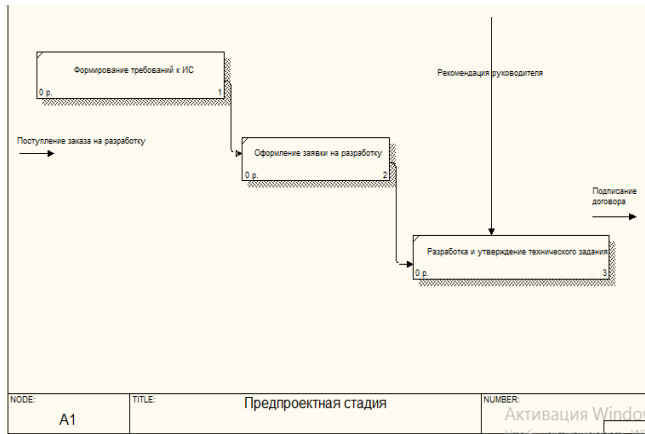 Формирование требований к ИС
0 р. 1
Рекомендация руководителя
Поступление заказа на разработку
Оформление заявки на разработку
0 р. 2
Подписание
договора
Разработка и утверждение технического задания
0 р. 3
NODE: TITLE: NUMBER:
A1 Предпроектная стадия
Активация Window